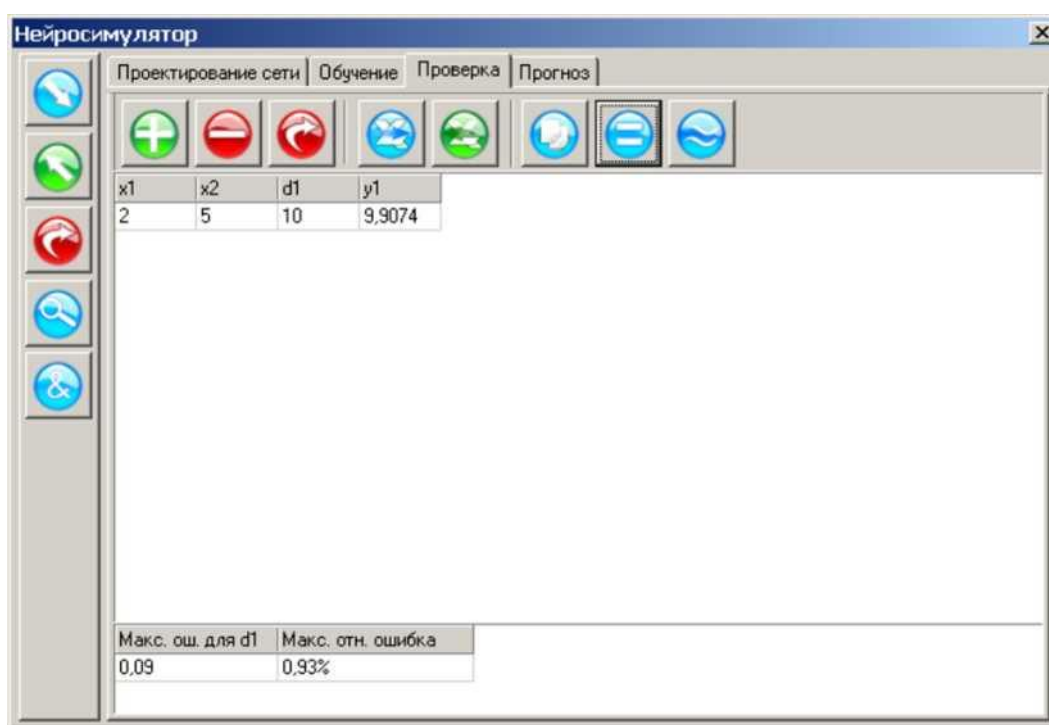 Нейросимулятор
Проектирование сети Обучение Проверка Прогноз
x1 x2 d1 y1
2 5 10 9,9074
Макс. ош. для d1 Макс. отн. ошибка
0,09 0,93%